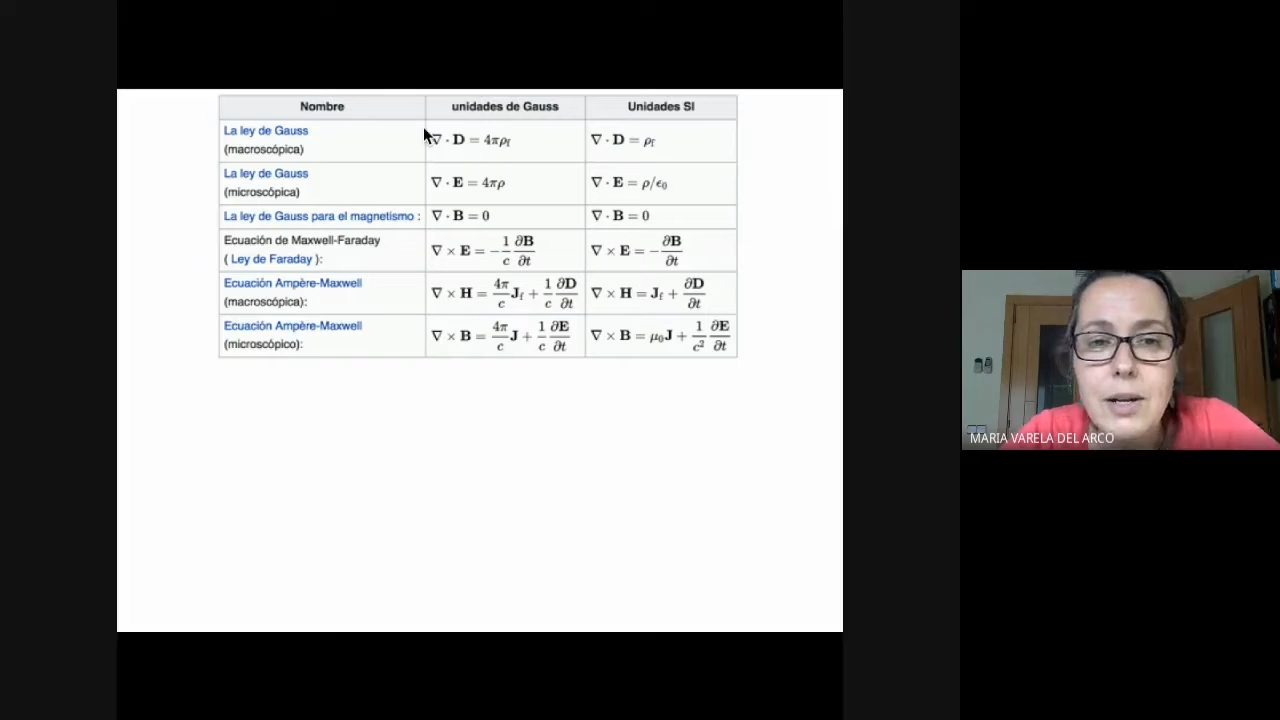 Nombre unidades de Gauss Unidades SI
La ley de Gauss
(macroscópica)
∇ · D = 4πρf ∇ · D = ρf
La ley de Gauss
(microscópica)
∇ · E = 4πρ ∇ · E = ρ/ϵ0
La ley de Gauss para el magnetismo : ∇ · B = 0 ∇ · B = 0
Ecuación de Maxwell-Faraday
( Ley de Faraday ):
∇ × E = −1/c ∂B/∂t ∇ × E = −∂B/∂t
Ecuación Ampère-Maxwell
(macroscópica):
∇ × H = 4π/c Jf + 1/c ∂D/∂t ∇ × H = Jf + ∂D/∂t
Ecuación Ampère-Maxwell
(microscópico):
∇ × B = 4π/c J + 1/c ∂E/∂t ∇ × B = μ0J + 1/c² ∂E/∂t
MARIA VARELA DEL ARCO